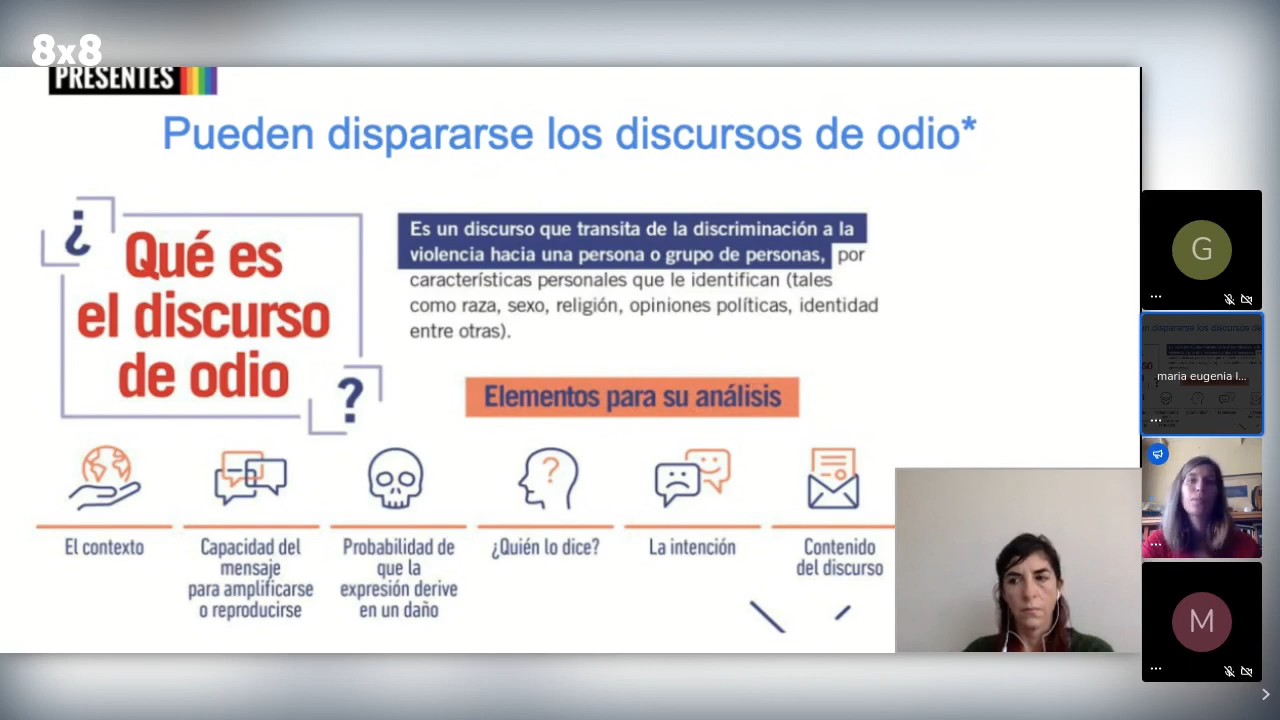 8x8
PRESENTES
Pueden dispararse los discursos de odio*
¿
Qué es
el discurso
de odio
?
Es un discurso que transita de la discriminación a la
violencia hacia una persona o grupo de personas, por
características personales que le identifican (tales
como raza, sexo, religión, opiniones políticas, identidad
entre otras).
Elementos para su análisis
El contexto
Capacidad del
mensaje
para amplificarse
o reproducirse
Probabilidad de
que la
expresión derive
en un daño
¿Quién lo dice?
La intención
Contenido
del discurso
G
maria eugenia l...
M